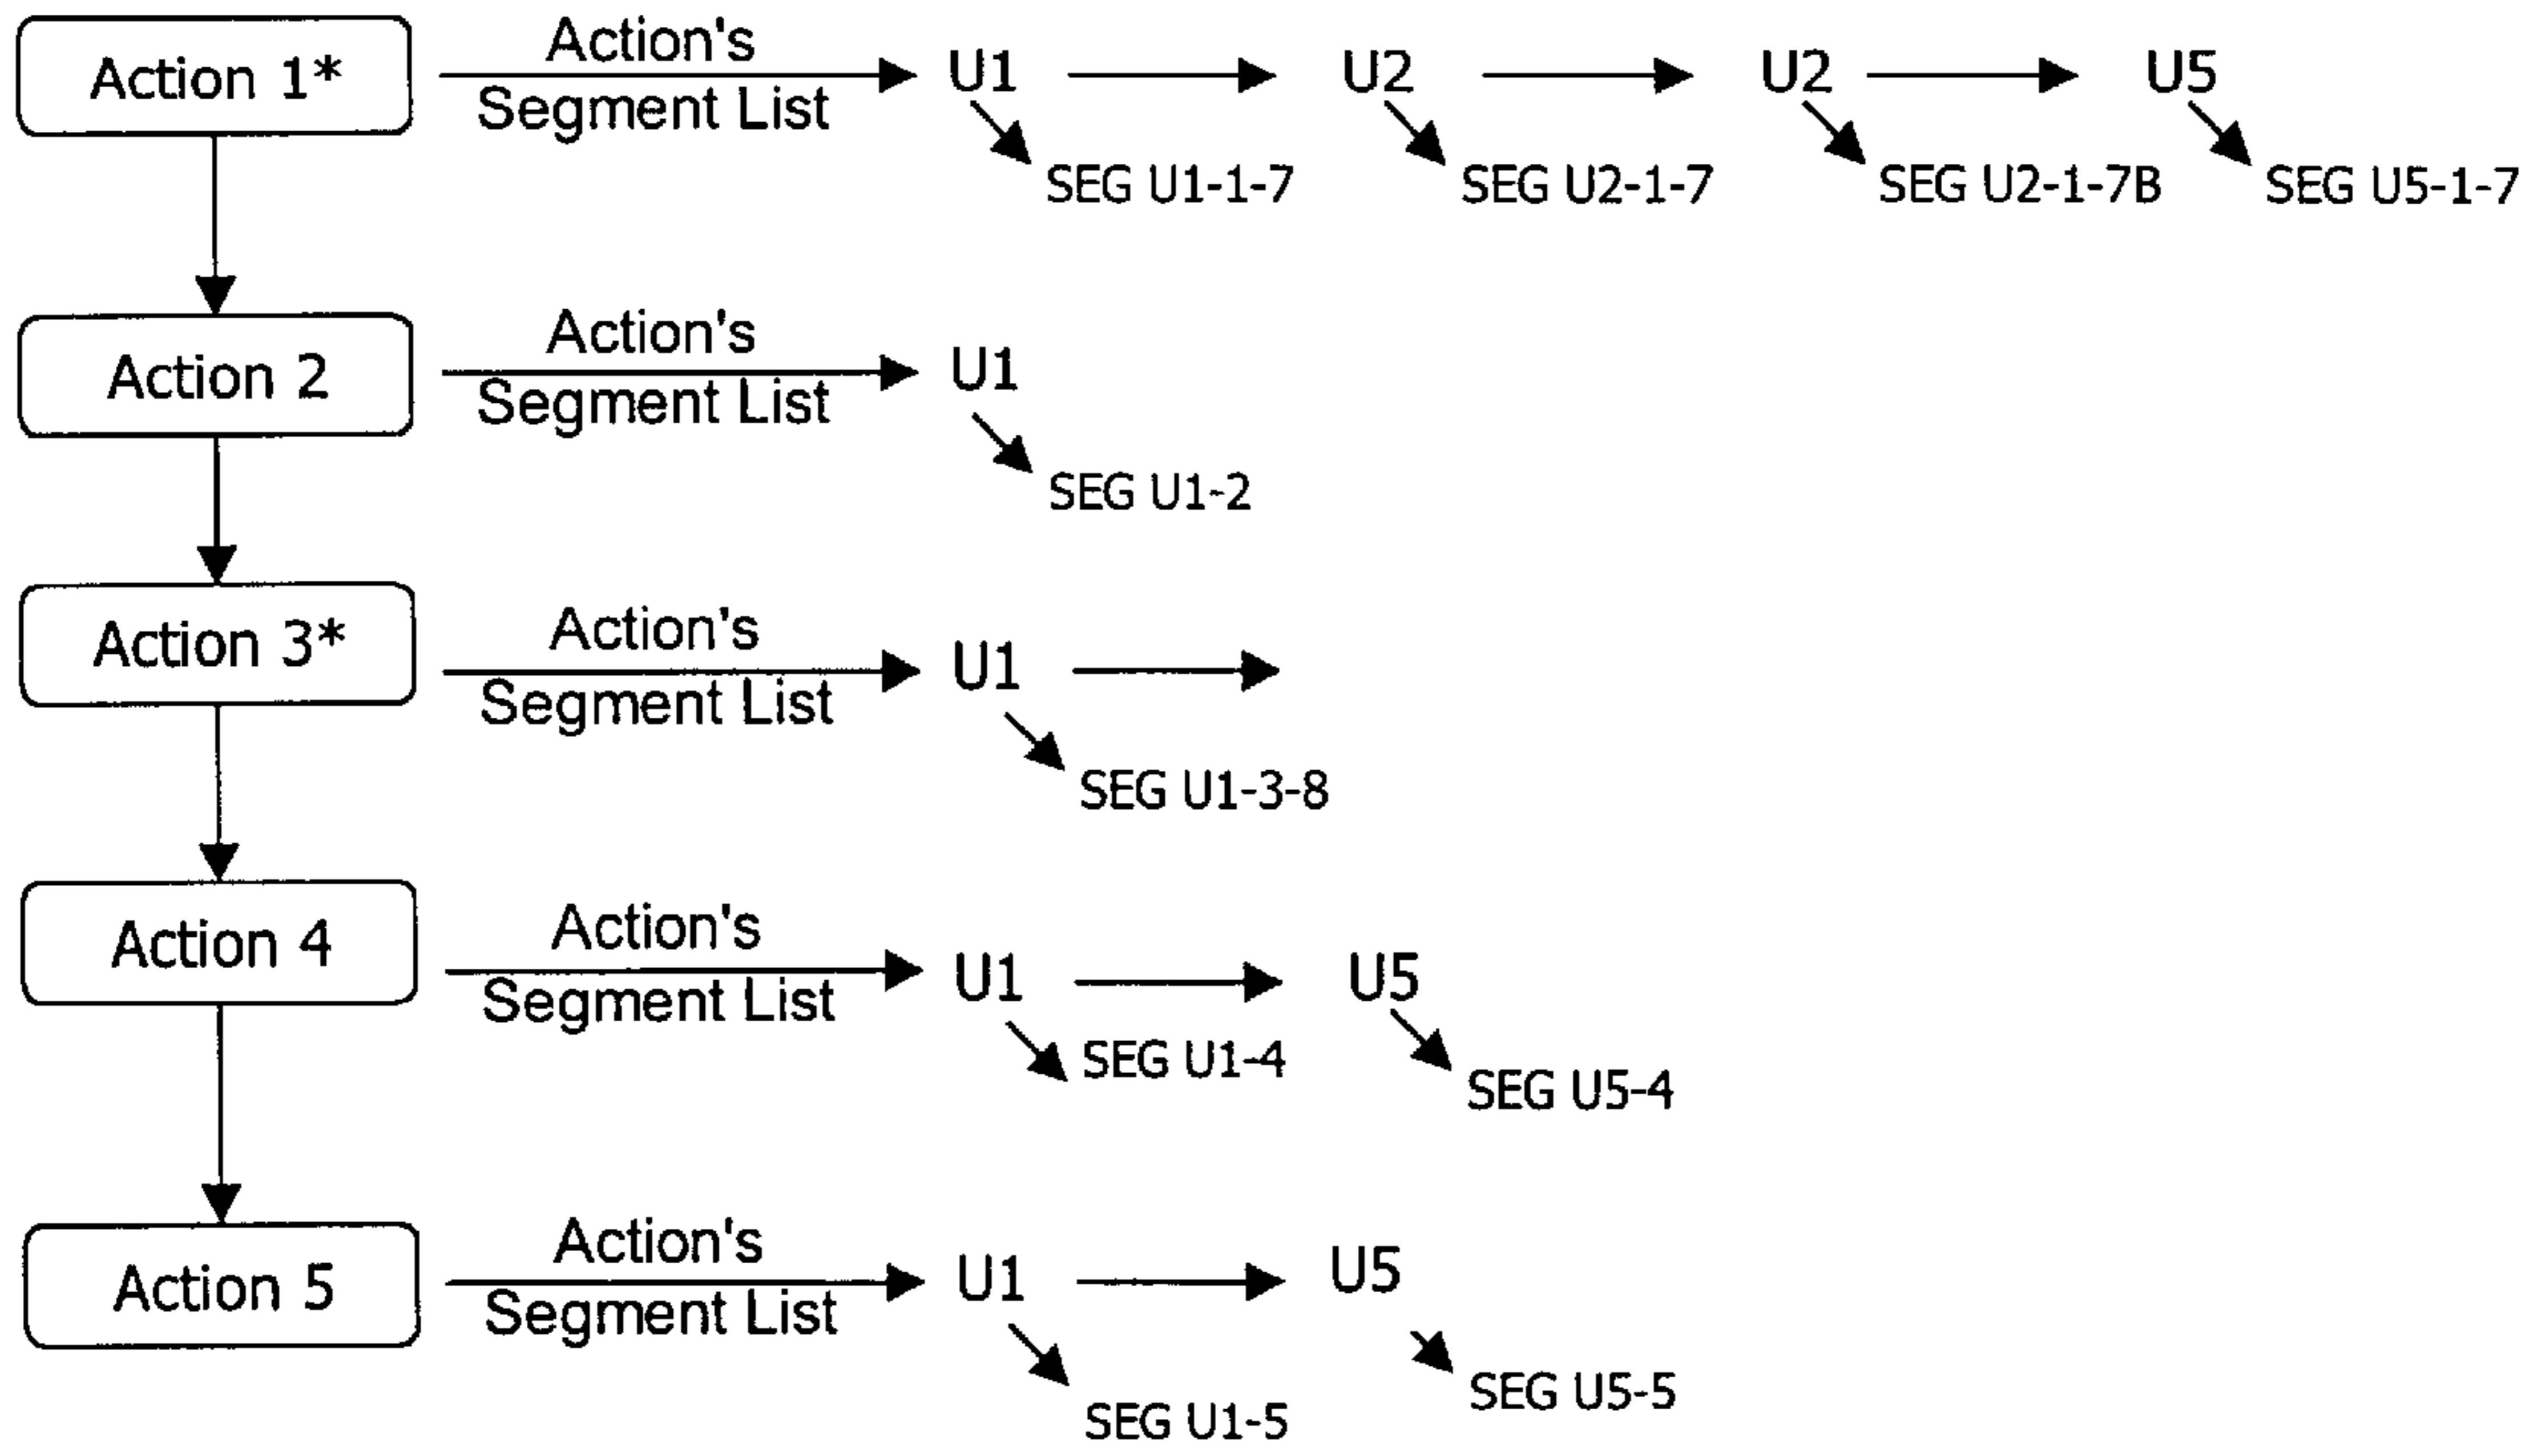 Action 1*
Action's
Segment List
U1
U2
U2
U5
SEG U1-1-7
SEG U2-1-7
SEG U2-1-7B
SEG U5-1-7
Action 2
Action's
Segment List
U1
SEG U1-2
Action 3*
Action's
Segment List
U1
SEG U1-3-8
Action 4
Action's
Segment List
U1
U5
SEG U1-4
SEG U5-4
Action 5
Action's
Segment List
U1
U5
SEG U1-5
SEG U5-5